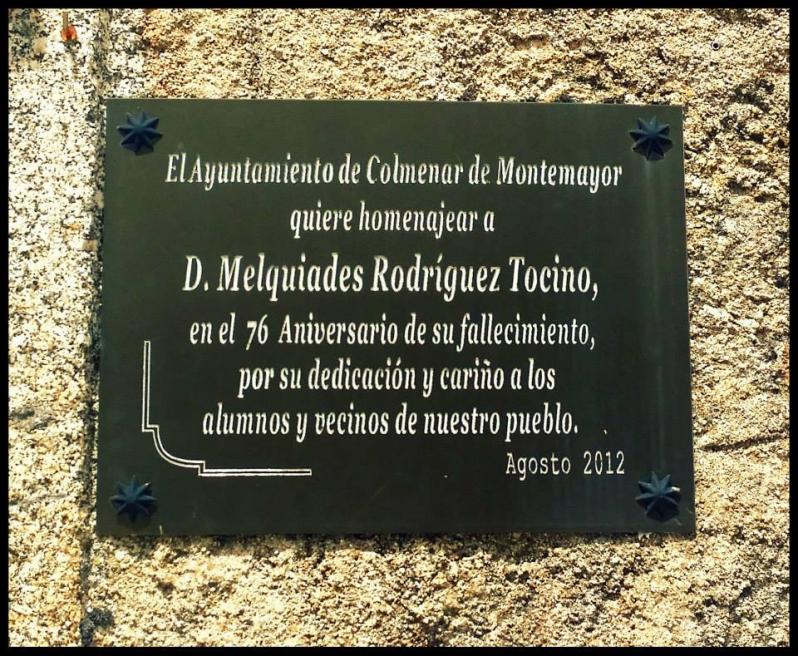 El Ayuntamiento de Colmenar de Montemayor
quiere homenajear a
D. Melquiades Rodríguez Tocino,
en el 76 Aniversario de su fallecimiento,
por su dedicación y cariño a los
alumnos y vecinos de nuestro pueblo.
Agosto 2012